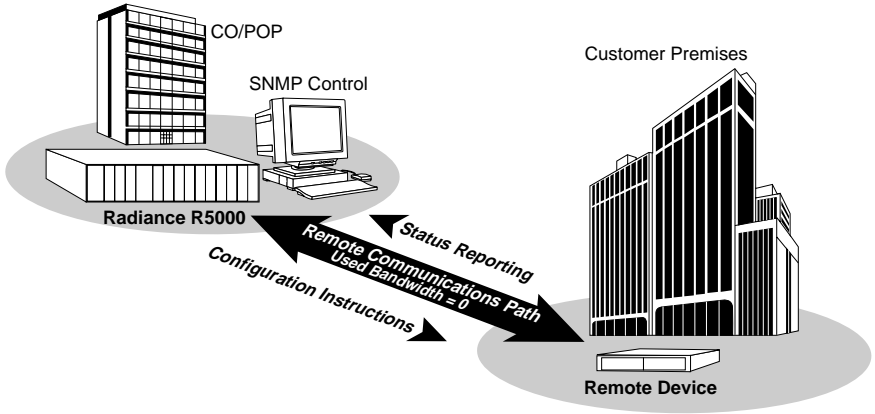 CO/POP
SNMP Control
Customer Premises
Radiance R5000
Status Reporting
Remote Communications Path
Used Bandwidth = 0
Configuration Instructions
Remote Device